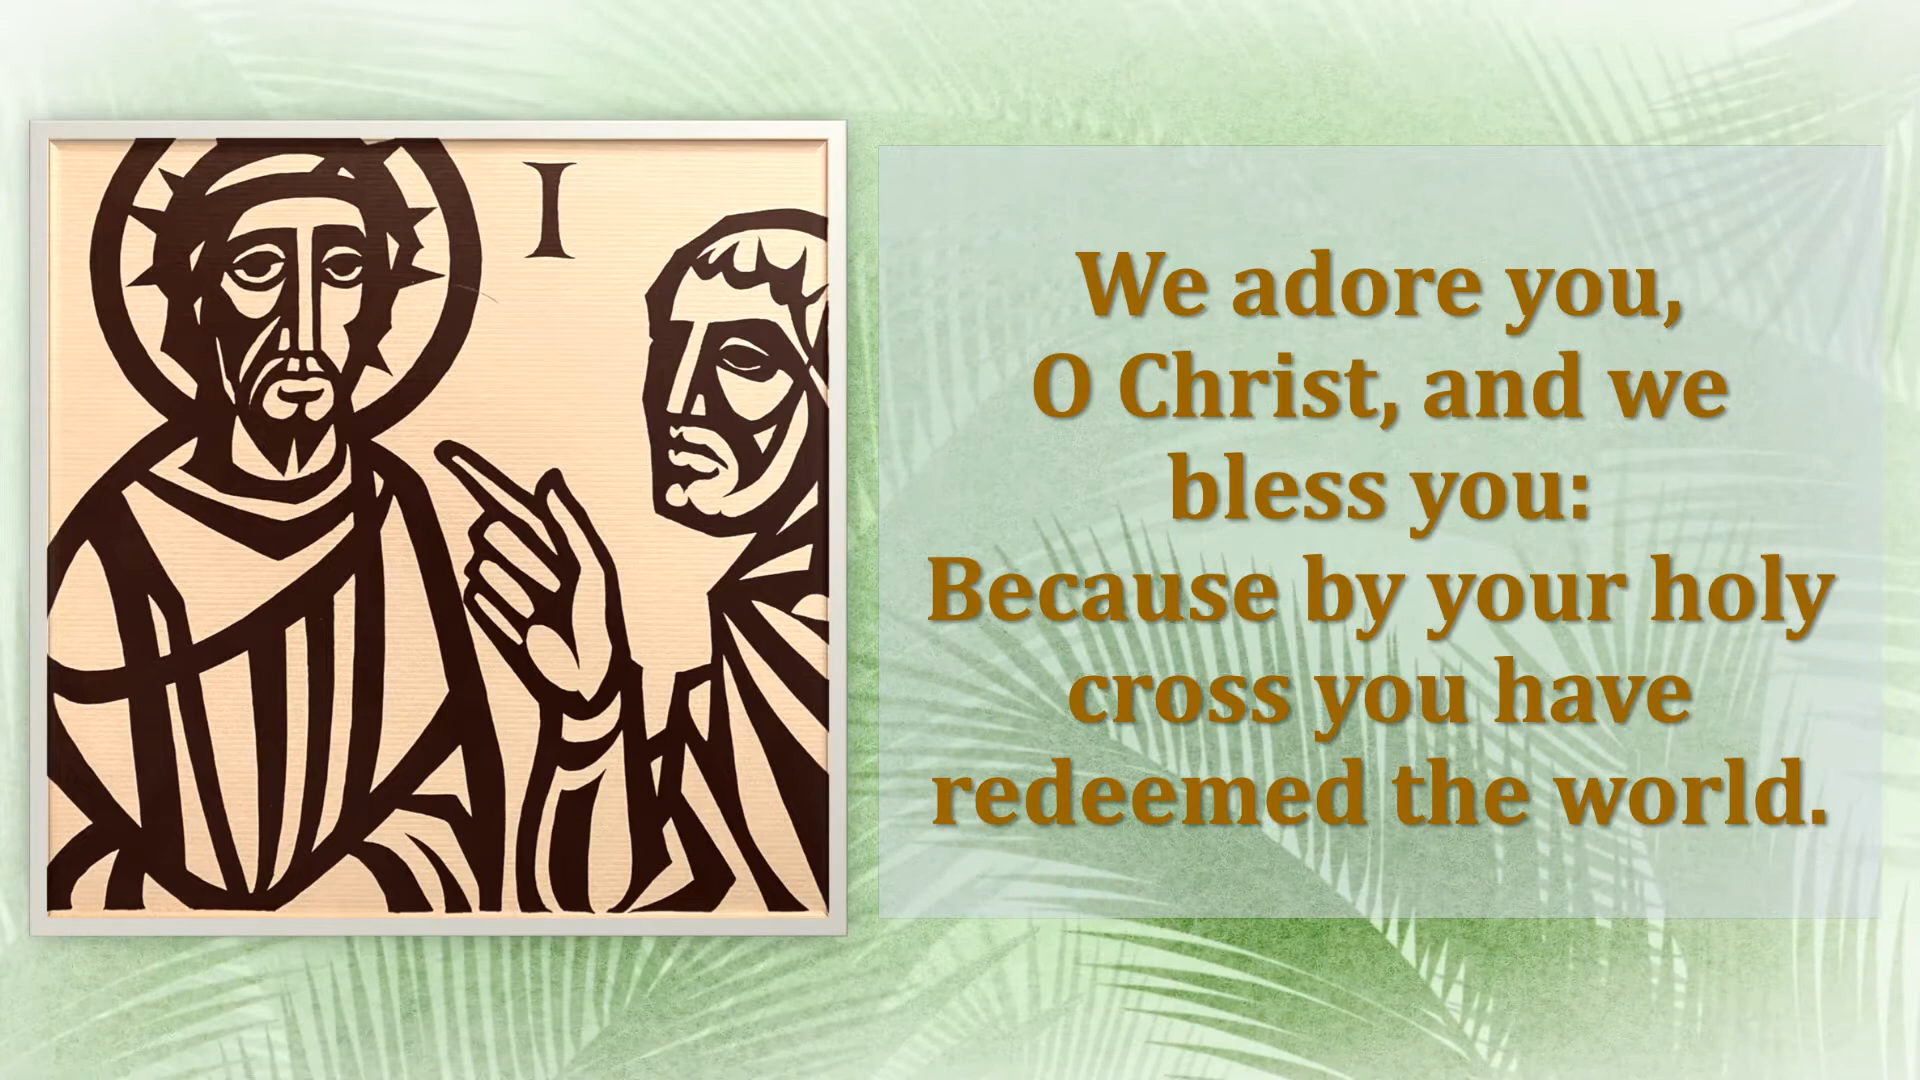 I
We adore you,
O Christ, and we
bless you:
Because by your holy
cross you have
redeemed the world.